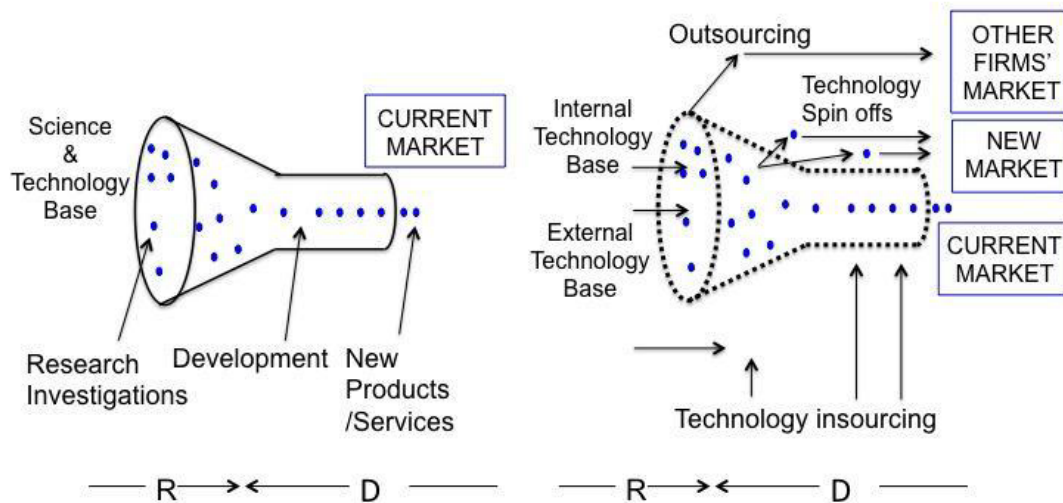 Science
&
Technology
Base
CURRENT
MARKET
Research
Investigations
Development
New
Products
/Services
R
D
Outsourcing
OTHER
FIRMS'
MARKET
Technology
Spin offs
Internal
Technology
Base
NEW
MARKET
External
Technology
Base
CURRENT
MARKET
Technology insourcing
R
D